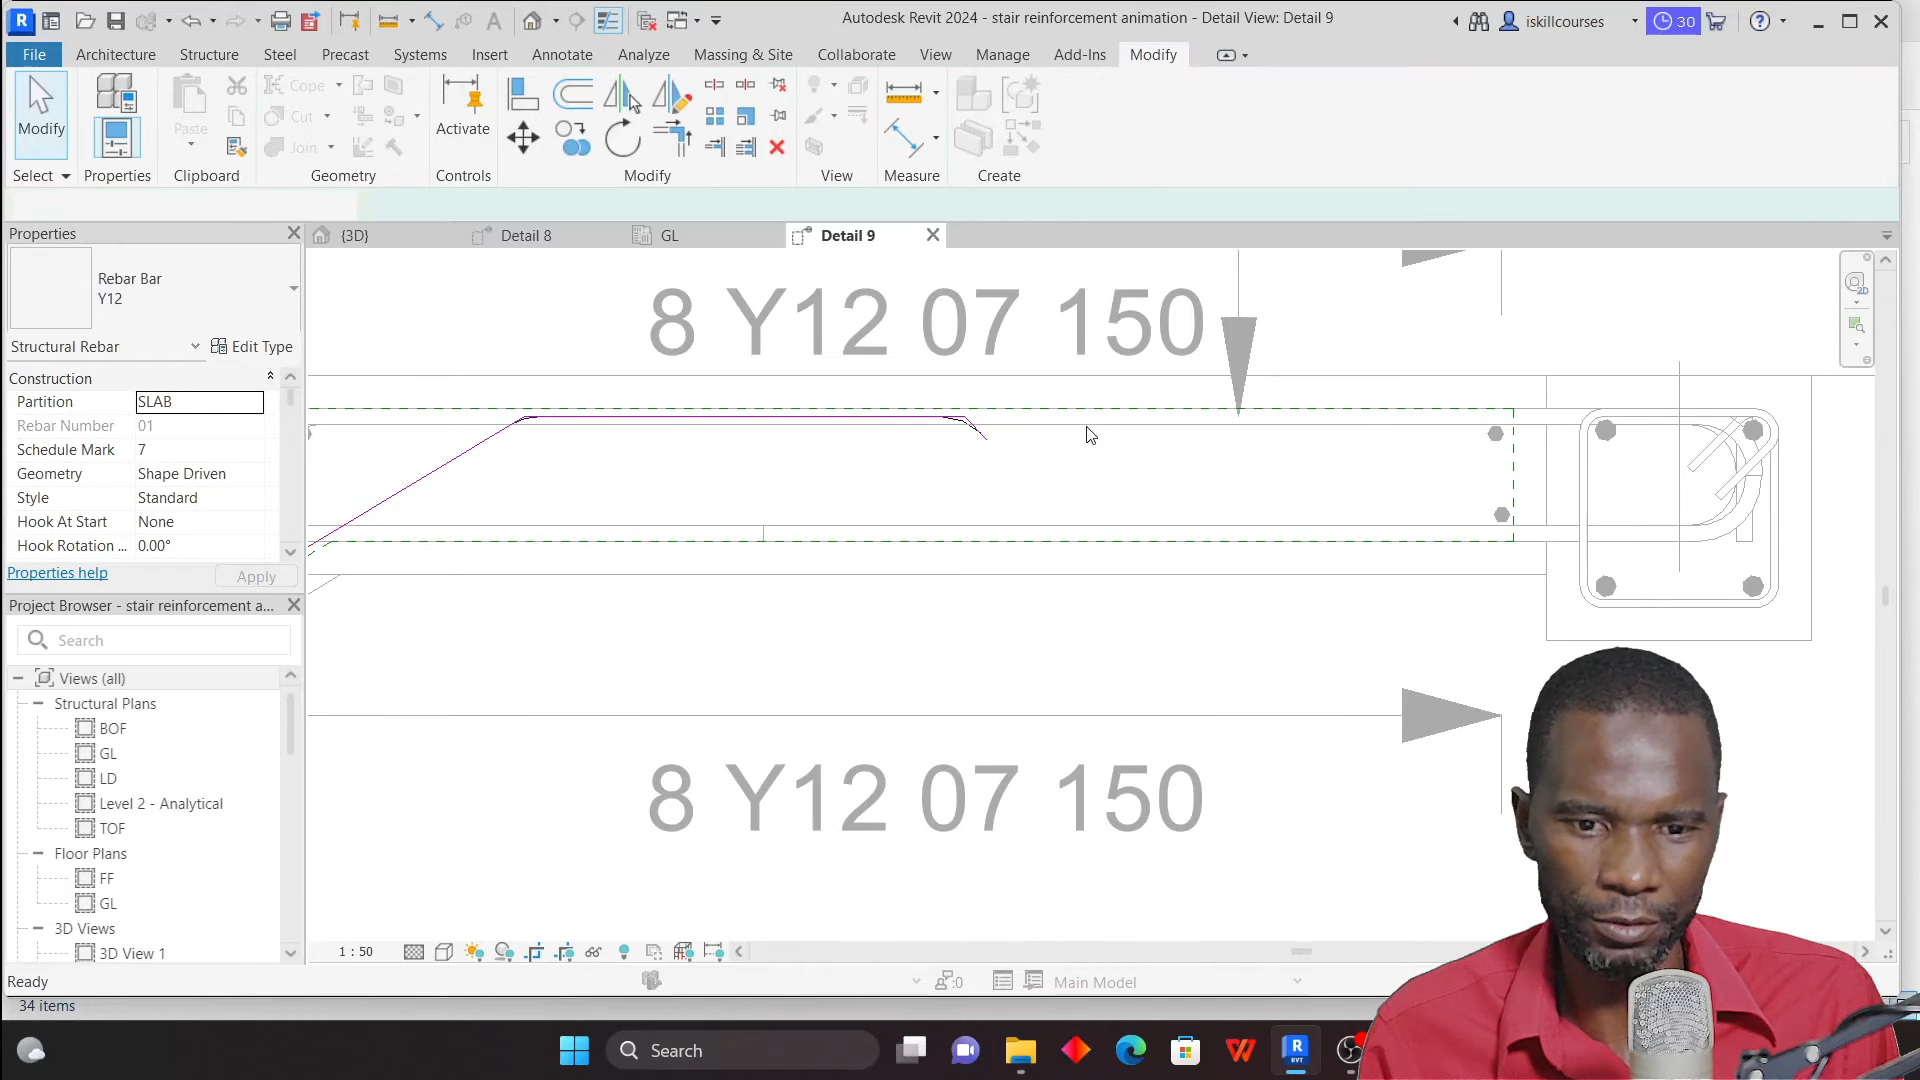 Autodesk Revit 2024 - stair reinforcement animation - Detail View: Detail 9
iskillcourses
30
File
Architecture
Structure
Steel
Precast
Systems
Insert
Annotate
Analyze
Massing & Site
Collaborate
View
Manage
Add-Ins
Modify
Modify
Paste
Cope
Cut
Join
Activate
Select
Properties
Clipboard
Geometry
Controls
Modify
View
Measure
Create
Properties
{3D}
Detail 8
GL
Detail 9
Rebar Bar
Y12
Structural Rebar
Edit Type
Construction
Partition SLAB
Rebar Number 01
Schedule Mark 7
Geometry Shape Driven
Style Standard
Hook At Start None
Hook Rotation ... 0.00°
Properties help
Apply
Project Browser - stair reinforcement a...
Search
Views (all)
Structural Plans
BOF
GL
LD
Level 2 - Analytical
TOF
Floor Plans
FF
GL
3D Views
3D View 1
8 Y12 07 150
8 Y12 07 150
2D
1 : 50
Ready
:0
Main Model
34 items
Search
R
RVT